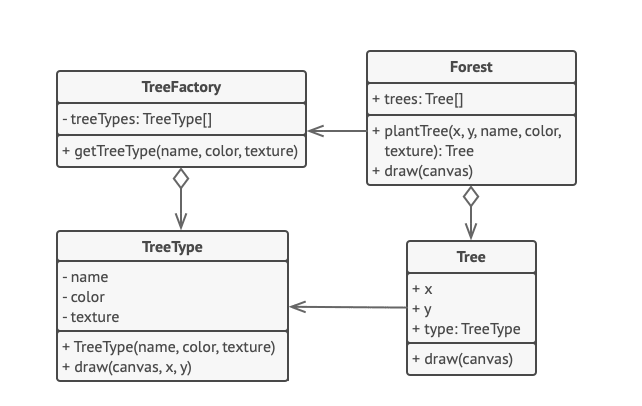 TreeFactory
- treeTypes: TreeType[]
+ getTreeType(name, color, texture)
Forest
+ trees: Tree[]
+ plantTree(x, y, name, color,
texture): Tree
+ draw(canvas)
TreeType
- name
- color
- texture
+ TreeType(name, color, texture)
+ draw(canvas, x, y)
Tree
+ x
+ y
+ type: TreeType
+ draw(canvas)